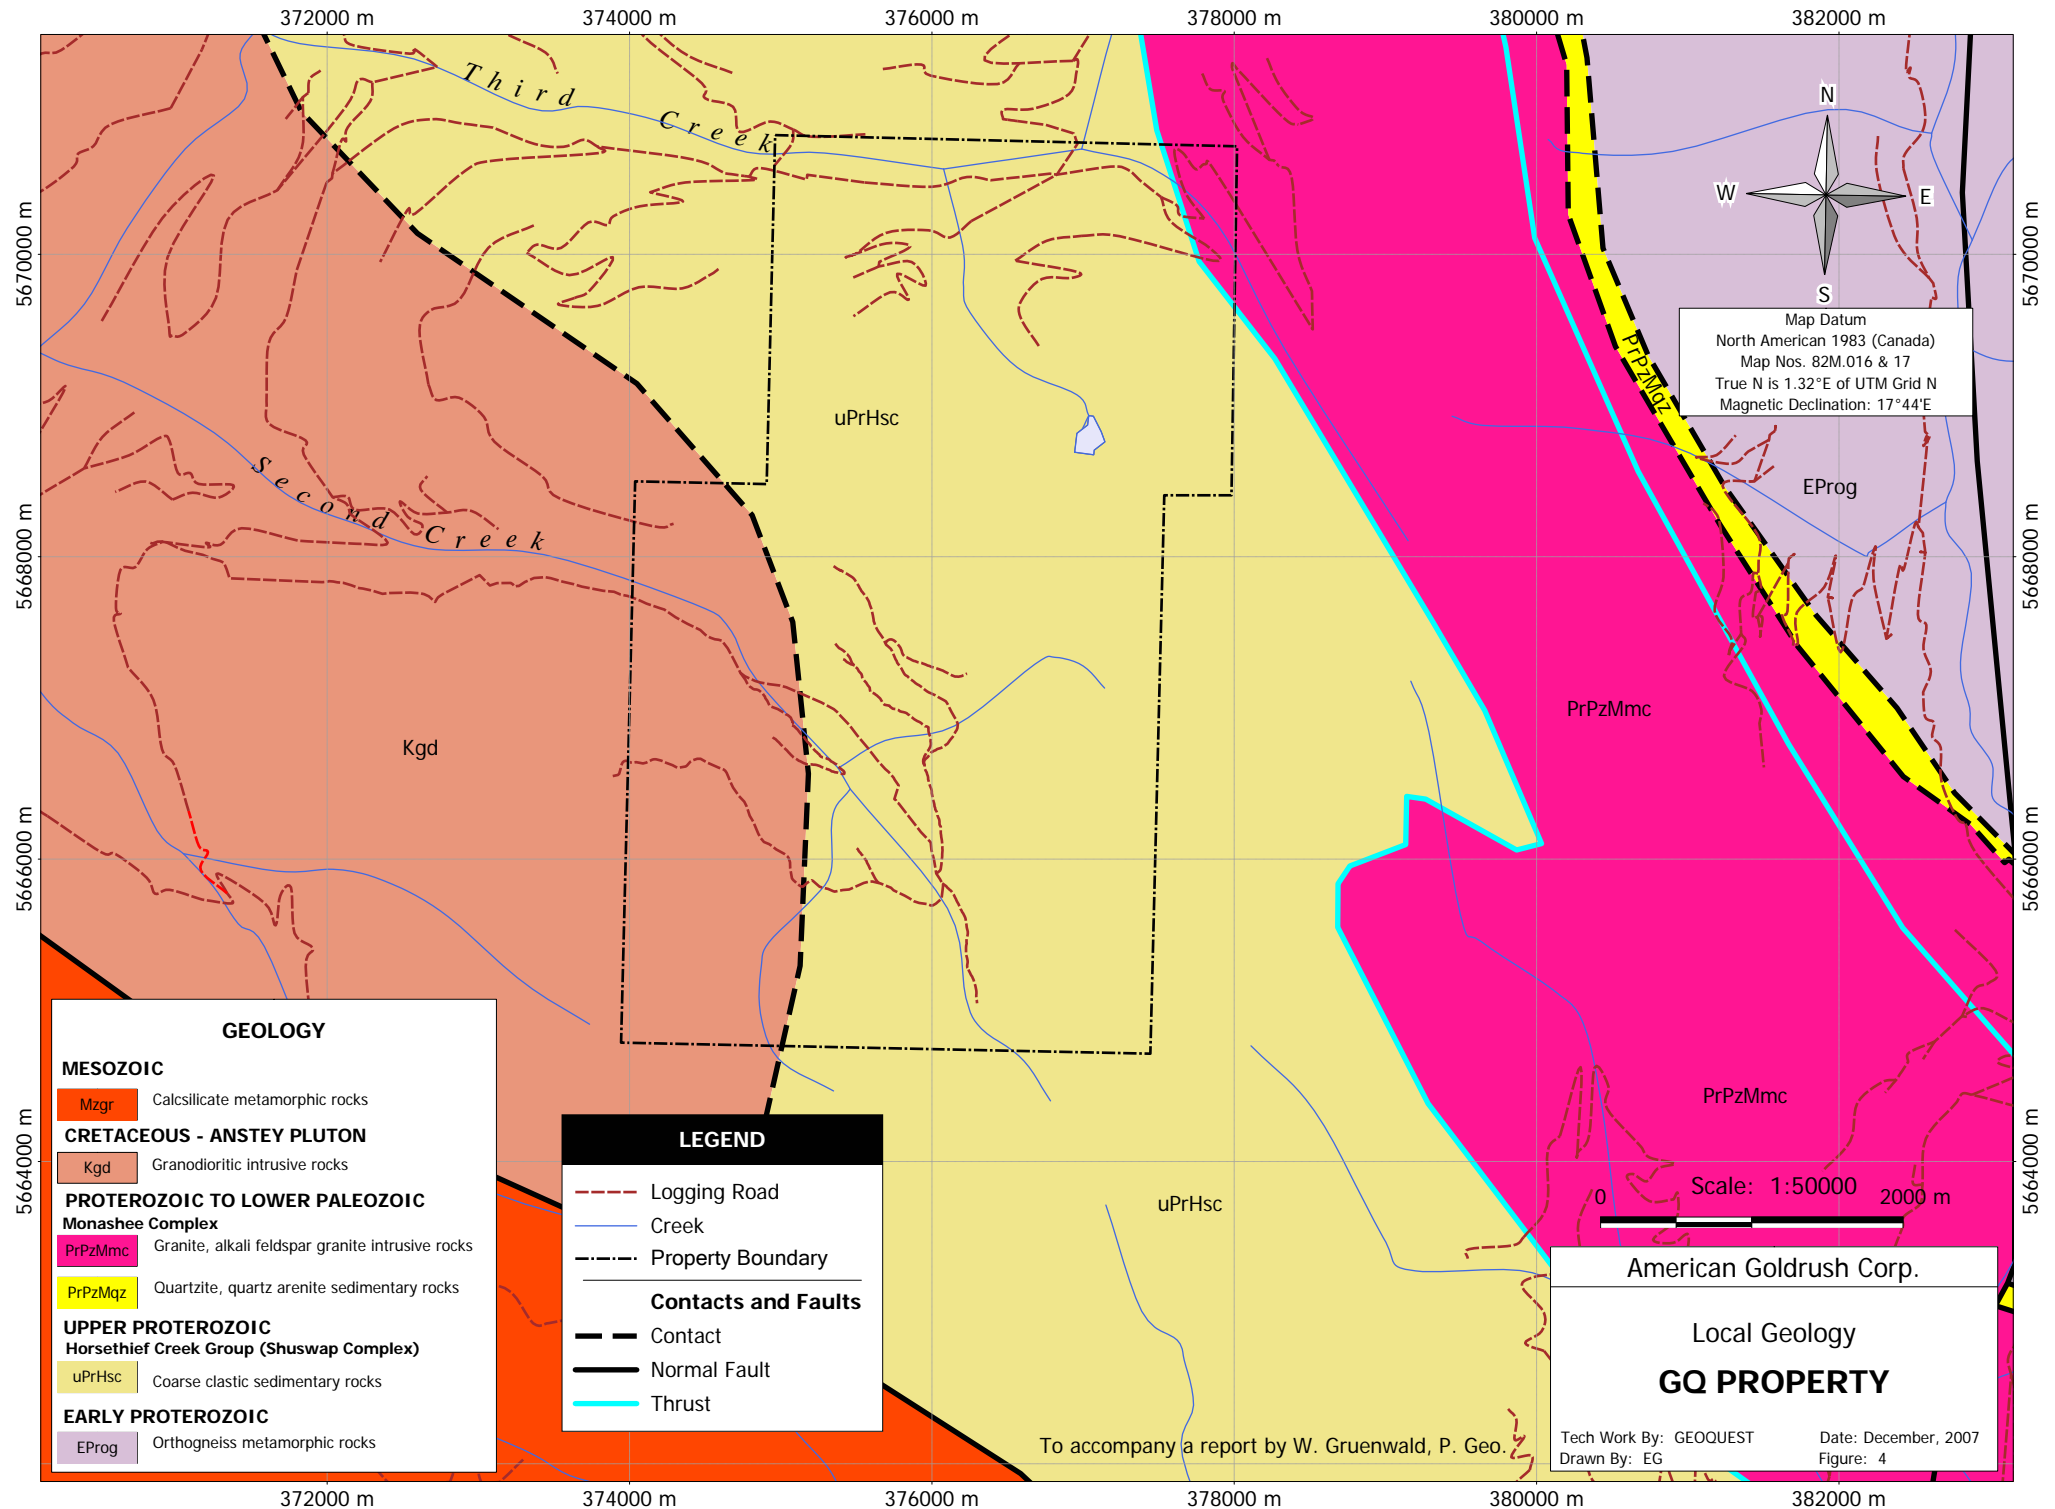 372000 m 374000 m 376000 m 378000 m 380000 m 382000 m
Third
Creek
N
W E
S
5670000 m
5670000 m
Map Datum
North American 1983 (Canada)
Map Nos. 82M.016 & 17
True N is 1.32°E of UTM Grid N
Magnetic Declination: 17°44'E
PrPzMqz
uPrHsc
Second
Creek
EProg
5668000 m
5668000 m
PrPzMmc
Kgd
5666000 m
5666000 m
GEOLOGY
MESOZOIC
Mzgr Calcsilicate metamorphic rocks
CRETACEOUS - ANSTEY PLUTON
Kgd Granodioritic intrusive rocks
PROTEROZOIC TO LOWER PALEOZOIC
Monashee Complex
PrPzMmc Granite, alkali feldspar granite intrusive rocks
PrPzMqz Quartzite, quartz arenite sedimentary rocks
UPPER PROTEROZOIC
Horsethief Creek Group (Shuswap Complex)
uPrHsc Coarse clastic sedimentary rocks
EARLY PROTEROZOIC
EProg Orthogneiss metamorphic rocks
LEGEND
Logging Road
Creek
Property Boundary
Contacts and Faults
Contact
Normal Fault
Thrust
PrPzMmc
5664000 m
5664000 m
uPrHsc
Scale: 1:50000
0 2000 m
American Goldrush Corp.
Local Geology
GQ PROPERTY
Tech Work By: GEOQUEST Date: December, 2007
Drawn By: EG Figure: 4
To accompany a report by W. Gruenwald, P. Geo.
372000 m 374000 m 376000 m 378000 m 380000 m 382000 m